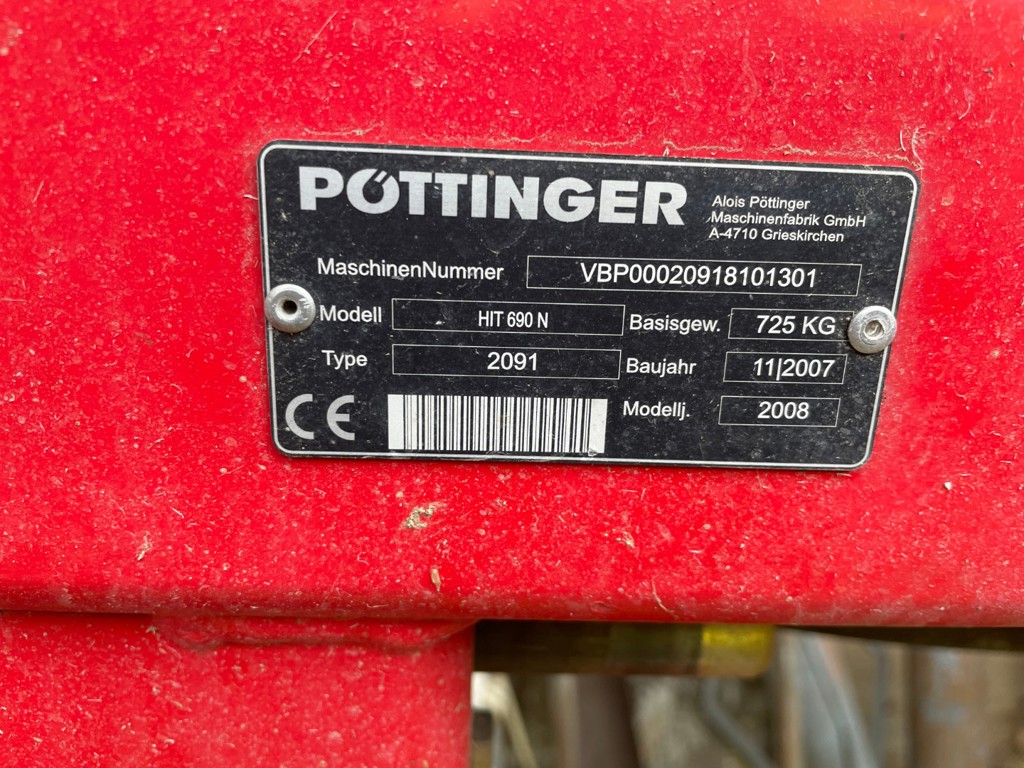 PÖTTINGER
Alois Pöttinger
Maschinenfabrik GmbH
A-4710 Grieskirchen
MaschinenNummer VBP00020918101301
Modell HIT 690 N Basisgew. 725 KG
Type 2091 Baujahr 11|2007
CE Modellj. 2008